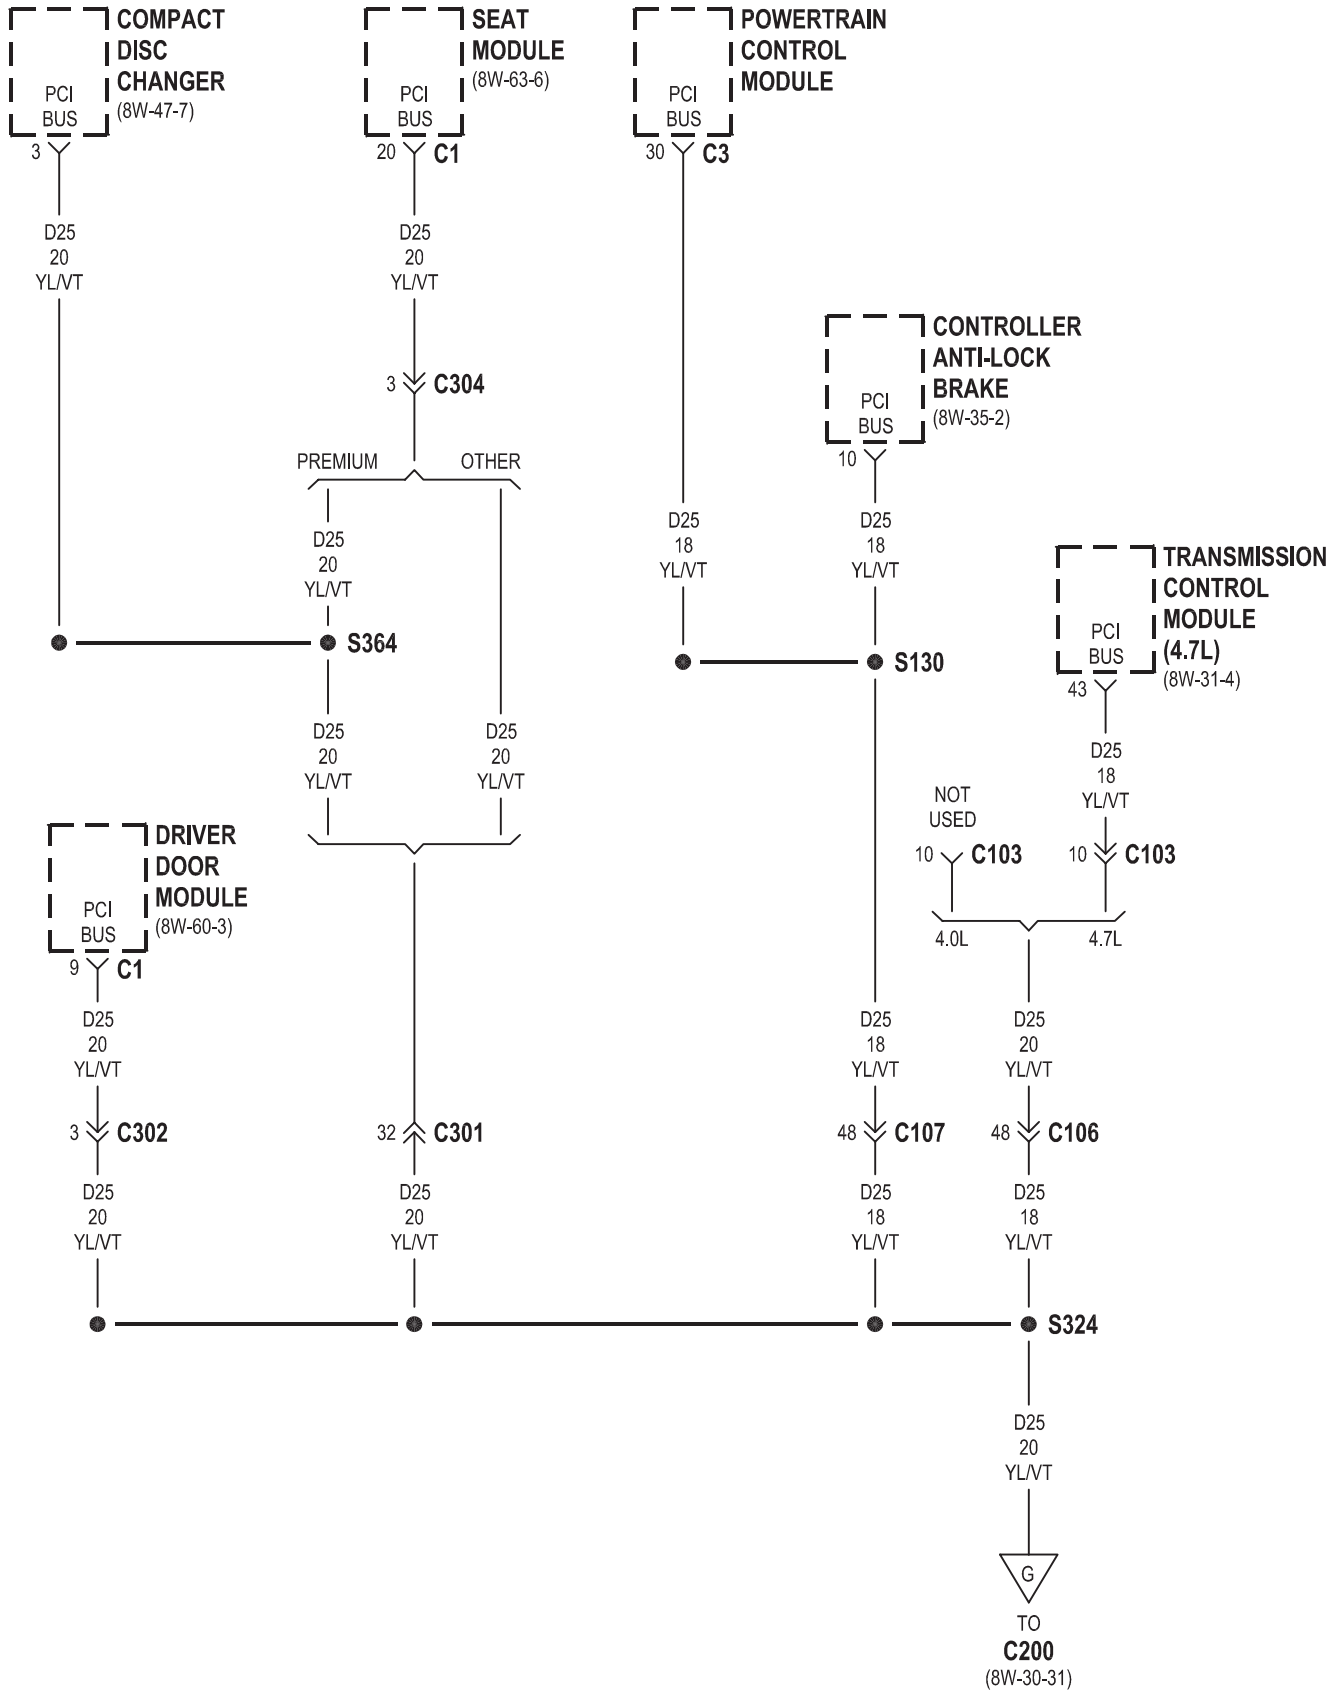 COMPACT
DISC
CHANGER
(8W-47-7)
PCI
BUS
3
SEAT
MODULE
(8W-63-6)
PCI
BUS
20
C1
POWERTRAIN
CONTROL
MODULE
PCI
BUS
30
C3
D25
20
YL/VT
D25
20
YL/VT
3
C304
CONTROLLER
ANTI-LOCK
BRAKE
(8W-35-2)
PCI
BUS
10
PREMIUM
OTHER
D25
20
YL/VT
D25
18
YL/VT
D25
18
YL/VT
TRANSMISSION
CONTROL
MODULE
(4.7L)
(8W-31-4)
PCI
BUS
43
S364
S130
D25
20
YL/VT
D25
20
YL/VT
D25
18
YL/VT
NOT
USED
10
C103
10
C103
4.0L
4.7L
DRIVER
DOOR
MODULE
(8W-60-3)
PCI
BUS
9
C1
D25
20
YL/VT
D25
18
YL/VT
D25
20
YL/VT
3
C302
32
C301
48
C107
48
C106
D25
20
YL/VT
D25
20
YL/VT
D25
18
YL/VT
D25
18
YL/VT
S324
D25
20
YL/VT
G
TO
C200
(8W-30-31)